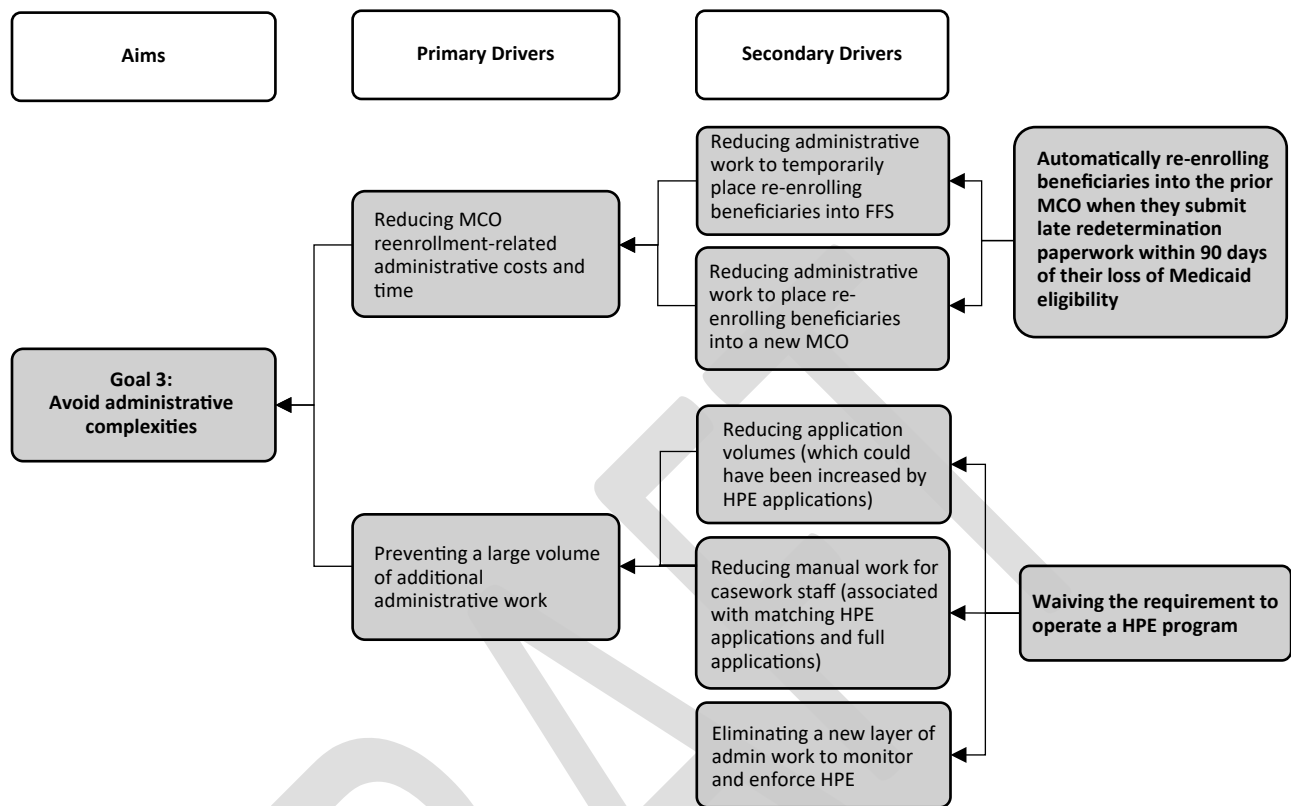 Aims
Primary Drivers
Secondary Drivers
Reducing administrative
work to temporarily
place re-enrolling
beneficiaries into FFS
Automatically re-enrolling
beneficiaries into the prior
MCO when they submit
late redetermination
paperwork within 90 days
of their loss of Medicaid
eligibility
Reducing MCO
reenrollment-related
administrative costs and
time
Reducing administrative
work to place re-
enrolling beneficiaries
into a new MCO
Goal 3:
Avoid administrative
complexities
Reducing application
volumes (which could
have been increased by
HPE applications)
Preventing a large volume
of additional
administrative work
Reducing manual work for
casework staff (associated
with matching HPE
applications and full
applications)
Waiving the requirement to
operate a HPE program
Eliminating a new layer of
admin work to monitor
and enforce HPE
DRAFT